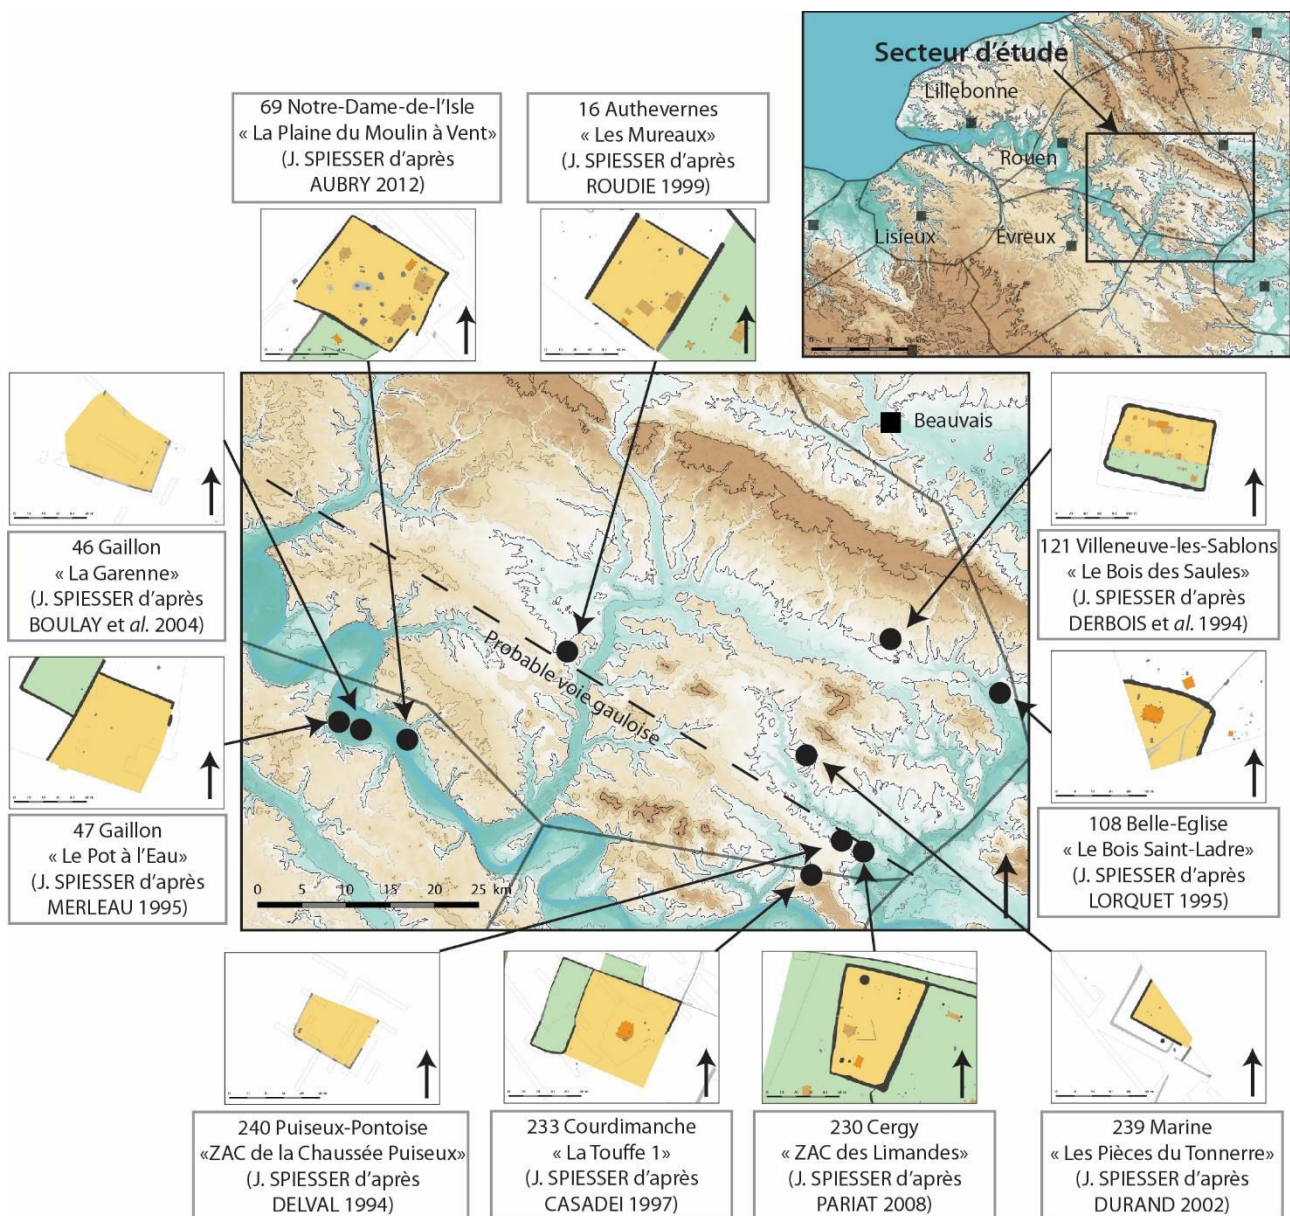 Secteur d'étude
Lillebonne
Rouen
Lisieux
Evreux
69 Notre-Dame-de-l'Isle
« La Plaine du Moulin à Vent»
(J. SPIESSER d'après
AUBRY 2012)
16 Authevernes
« Les Mureaux»
(J. SPIESSER d'après
ROUDIE 1999)
46 Gaillon
« La Garenne»
(J. SPIESSER d'après
BOULAY et al. 2004)
47 Gaillon
« Le Pot à l'Eau»
(J. SPIESSER d'après
MERLEAU 1995)
Beauvais
Probable voie gauloise
0 5 10 15 20 25 km
121 Villeneuve-les-Sablons
« Le Bois des Saules»
(J. SPIESSER d'après
DERBOIS et al. 1994)
108 Belle-Eglise
« Le Bois Saint-Ladre»
(J. SPIESSER d'après
LORQUET 1995)
240 Puiseux-Pontoise
«ZAC de la Chaussée Puiseux»
(J. SPIESSER d'après
DELVAL 1994)
233 Courdimanche
« La Touffe 1»
(J. SPIESSER d'après
CASADEI 1997)
230 Cergy
« ZAC des Limandes»
(J. SPIESSER d'après
PARIAT 2008)
239 Marine
« Les Pièces du Tonnerre»
(J. SPIESSER d'après
DURAND 2002)